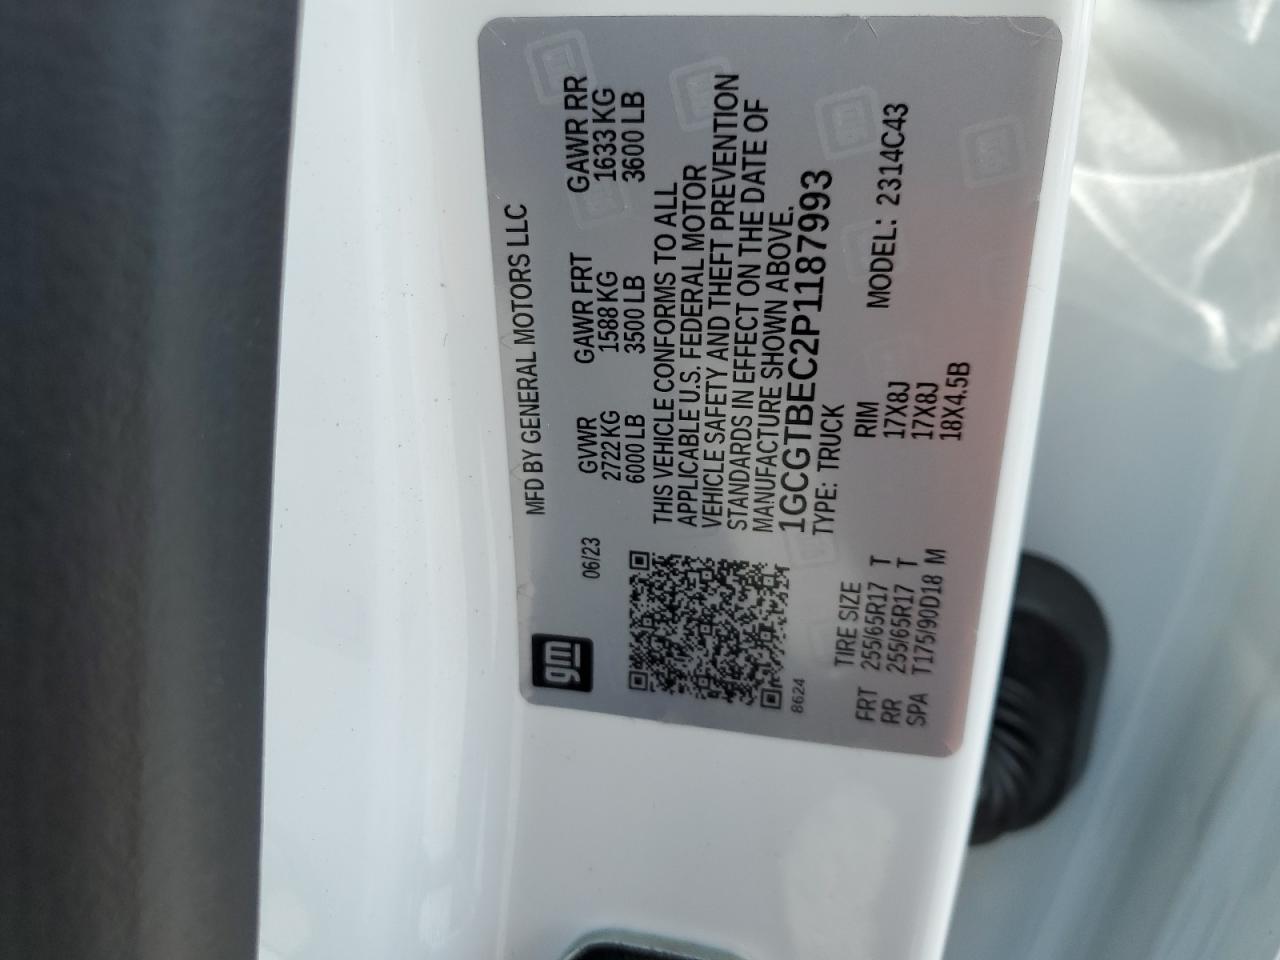 MFD BY GENERAL MOTORS LLC
06/23
GVWR GAWR FRT GAWR RR
2722 KG 1588 KG 1633 KG
6000 LB 3500 LB 3600 LB
THIS VEHICLE CONFORMS TO ALL
APPLICABLE U.S. FEDERAL MOTOR
VEHICLE SAFETY AND THEFT PREVENTION
STANDARDS IN EFFECT ON THE DATE OF
MANUFACTURE SHOWN ABOVE.
1GCGTBEC2P1187993
TYPE: TRUCK
gm
8624
MODEL: 2314C43
TIRE SIZE RIM
FRT 255/65R17 T 17X8J
RR 255/65R17 T 17X8J
SPA T175/90D18 M 18X4.5B